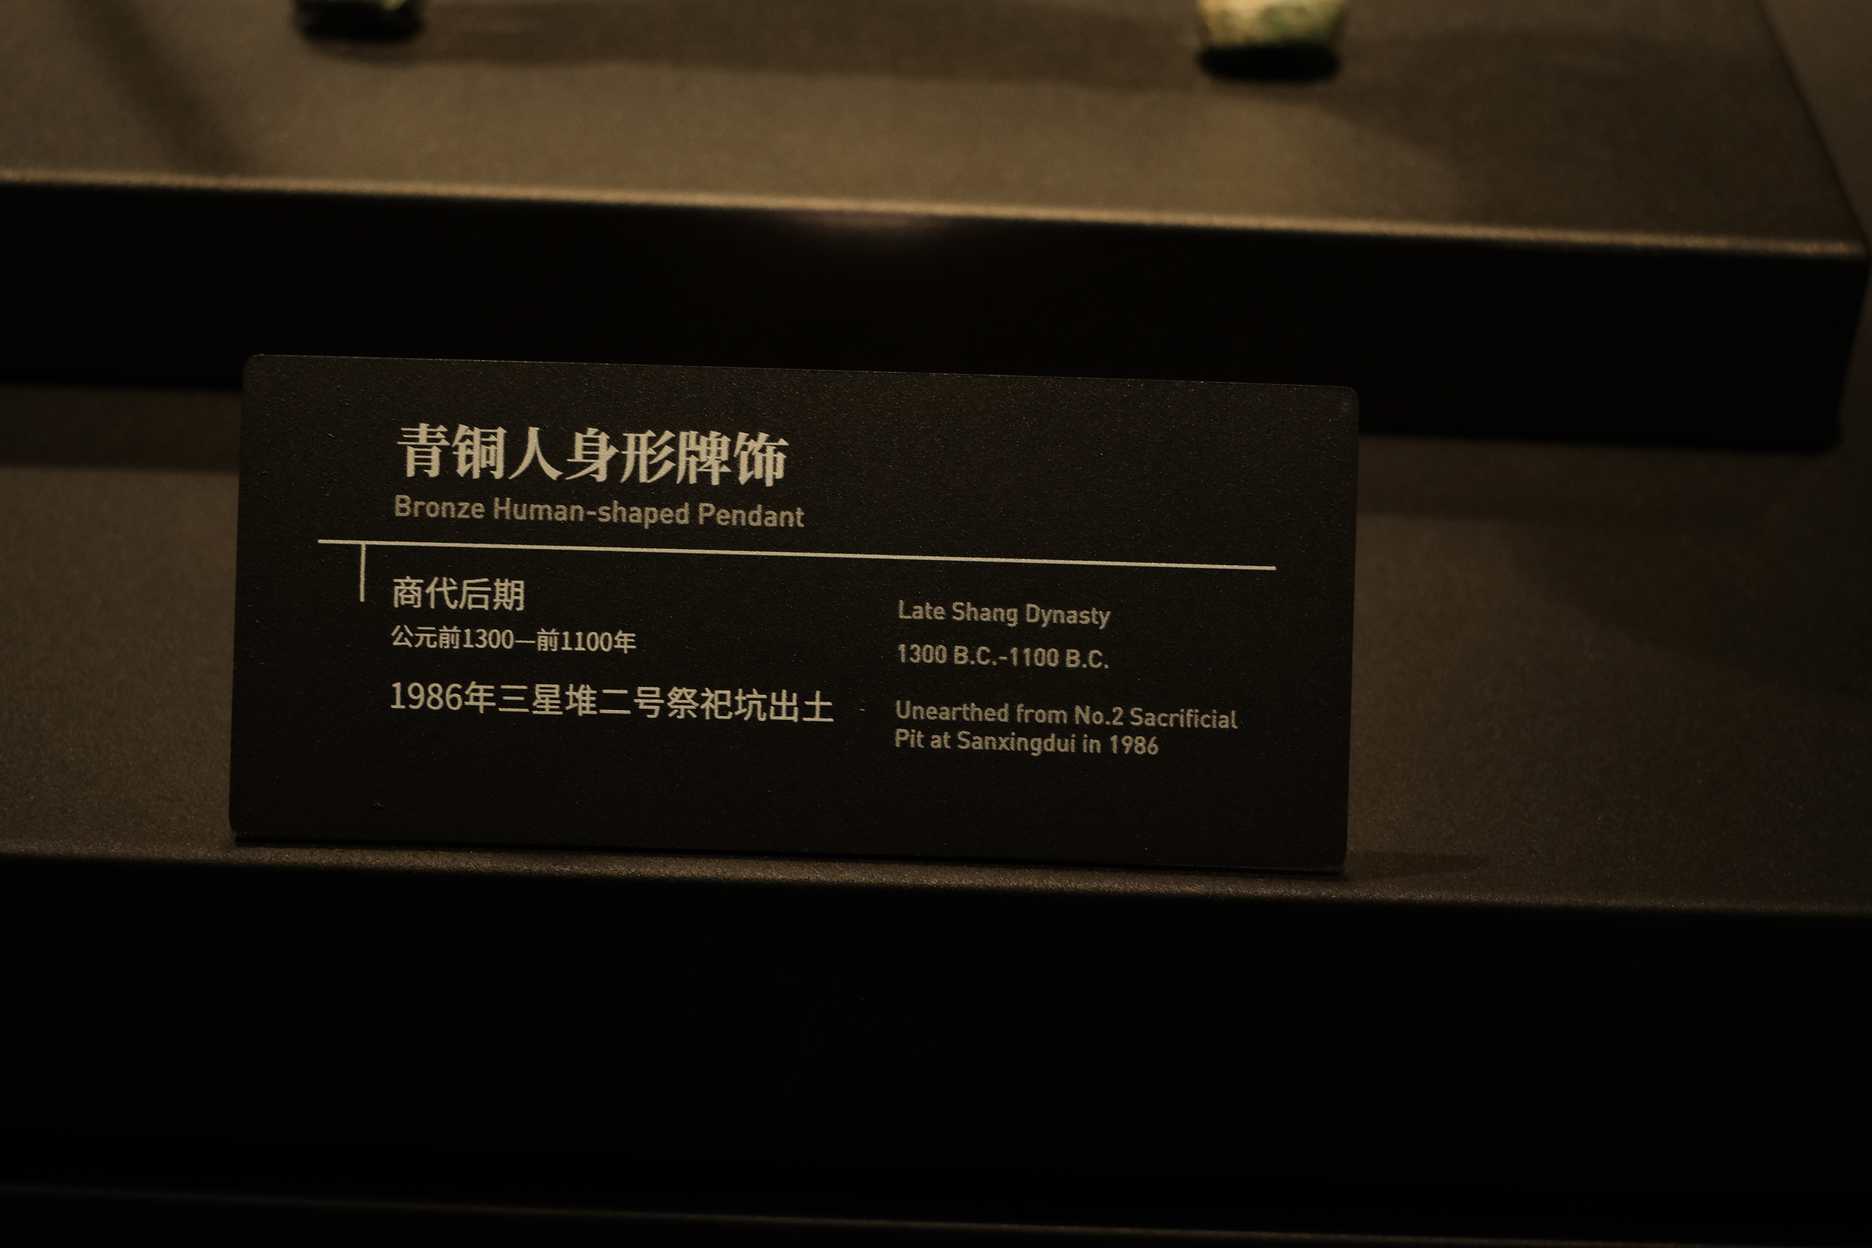 青铜人身形牌饰
Bronze Human-shaped Pendant
商代后期
公元前1300—前1100年
1986年三星堆二号祭祀坑出土
Late Shang Dynasty
1300 B.C.-1100 B.C.
Unearthed from No.2 Sacrificial
Pit at Sanxingdui in 1986